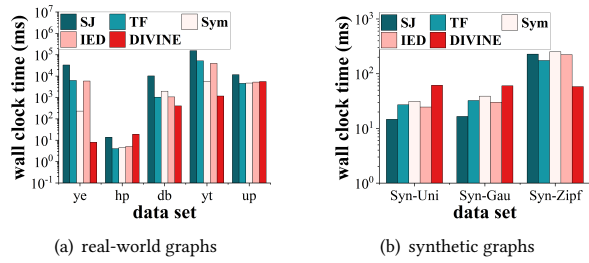 SJ TF Sym
IED DIVINE
wall clock time (ms)
10^7
10^6
10^5
10^4
10^3
10^2
10^1
10^0
10^-1
ye hp db yt up
data set
(a) real-world graphs
SJ TF Sym
IED DIVINE
wall clock time (ms)
10^3
10^2
10^1
10^0
Syn-Uni Syn-Gau Syn-Zipf
data set
(b) synthetic graphs